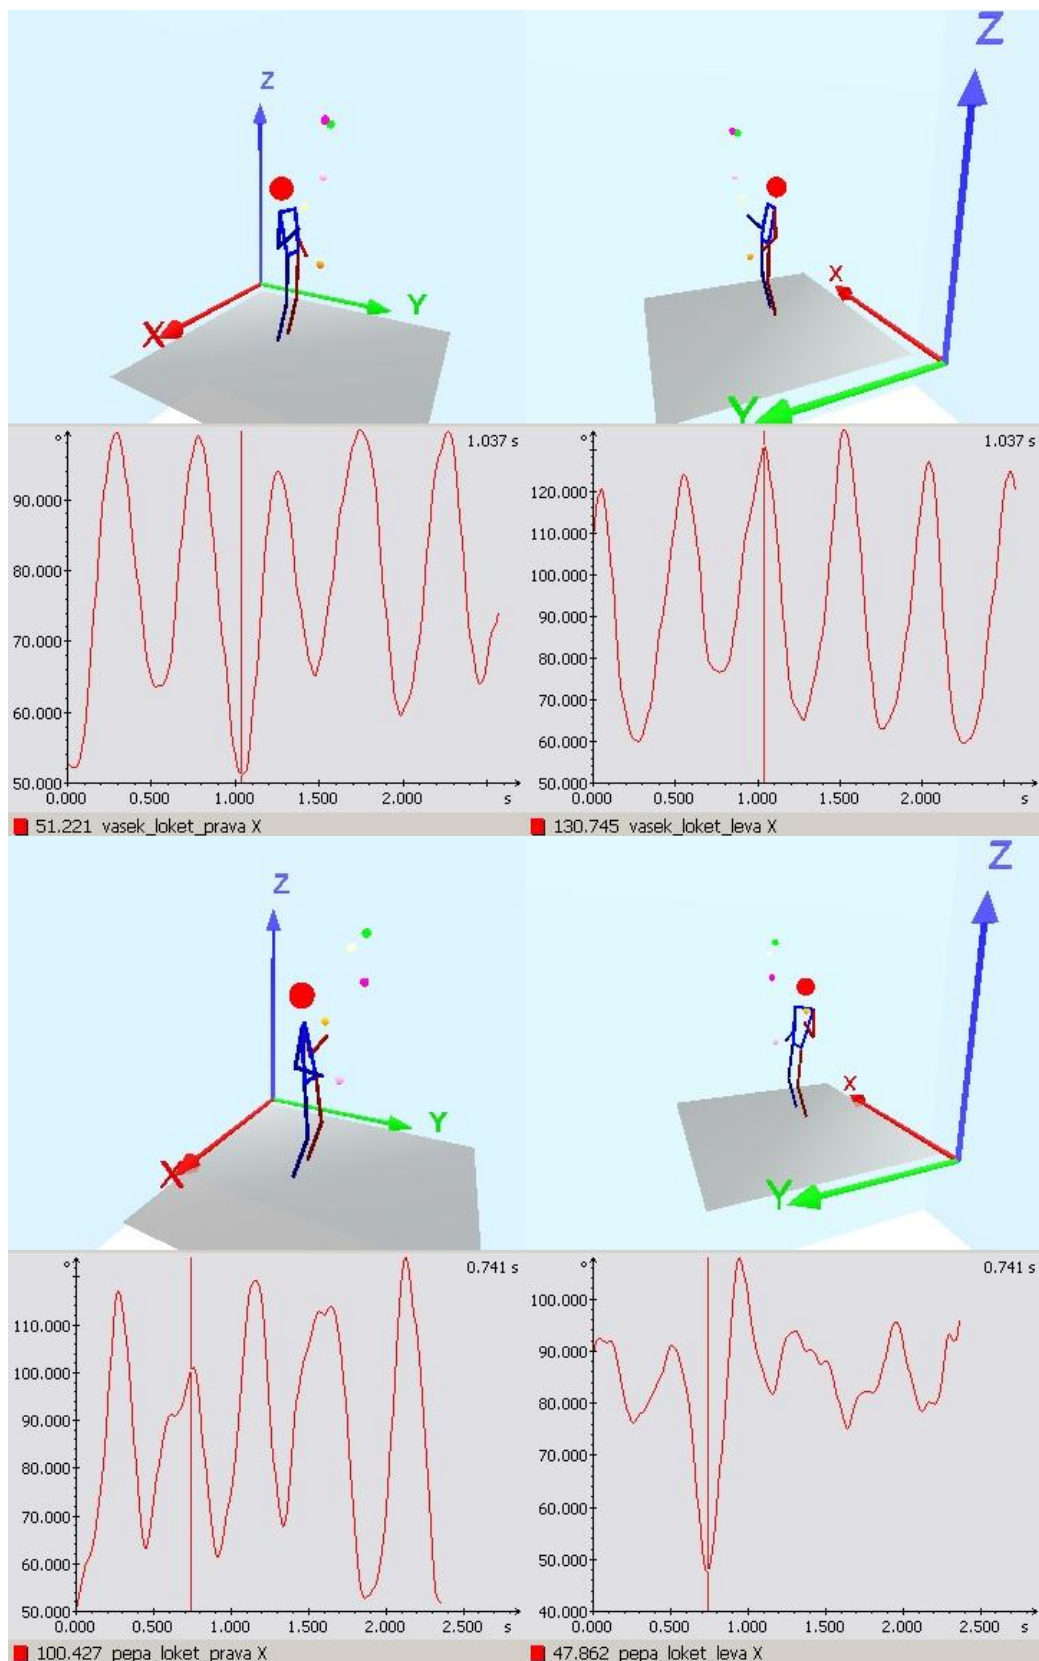 Z
X
Y
Z
X
Y
° 1.037 s
90.000
80.000
70.000
60.000
50.000
0.000 0.500 1.000 1.500 2.000 s
51.221 vasek_loket_prava X
° 1.037 s
120.000
110.000
100.000
90.000
80.000
70.000
60.000
50.000
0.000 0.500 1.000 1.500 2.000 s
130.745 vasek_loket_leva X
Z
X
Y
Z
X
Y
° 0.741 s
110.000
100.000
90.000
80.000
70.000
60.000
50.000
0.000 0.500 1.000 1.500 2.000 2.500 s
100.427 pepa_loket_prava X
° 0.741 s
100.000
90.000
80.000
70.000
60.000
50.000
40.000
0.000 0.500 1.000 1.500 2.000 2.500 s
47.862 pepa_loket_leva X